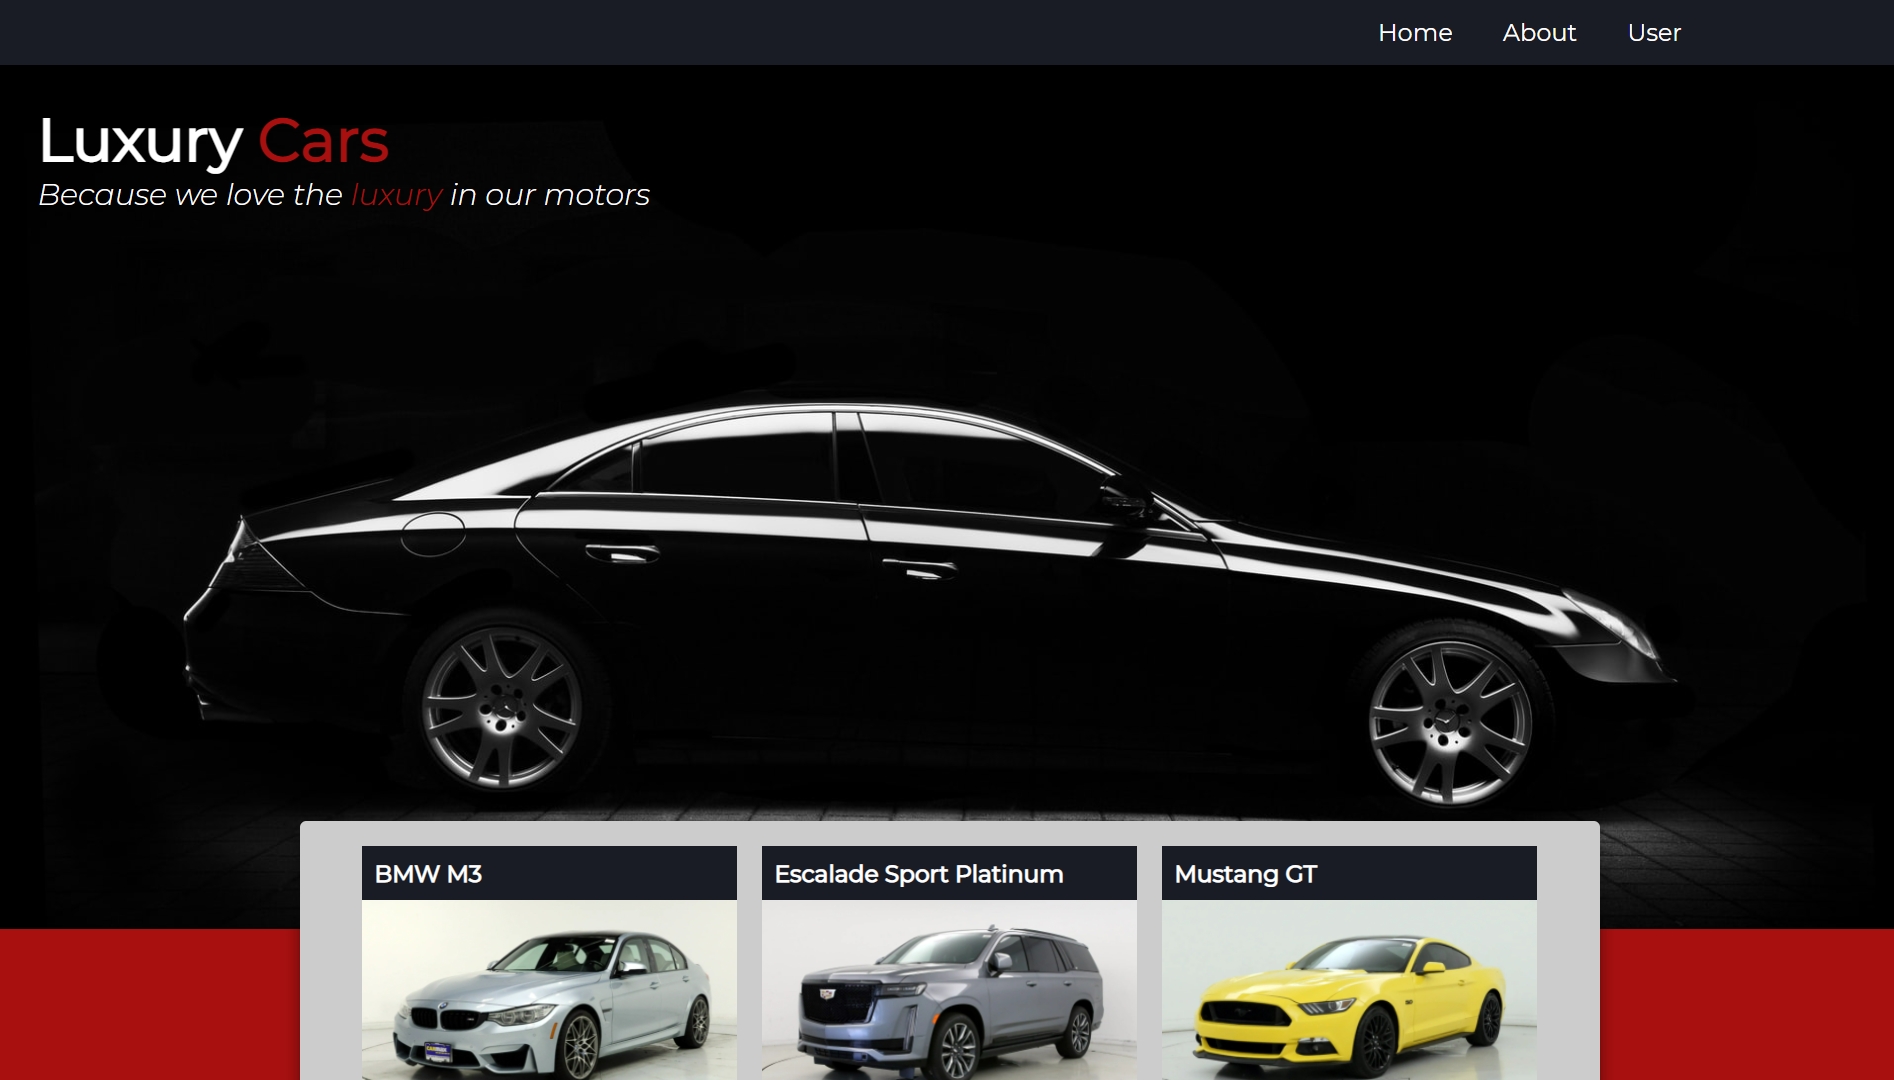 Home About User
Luxury Cars
Because we love the luxury in our motors
BMW M3
Escalade Sport Platinum
Mustang GT